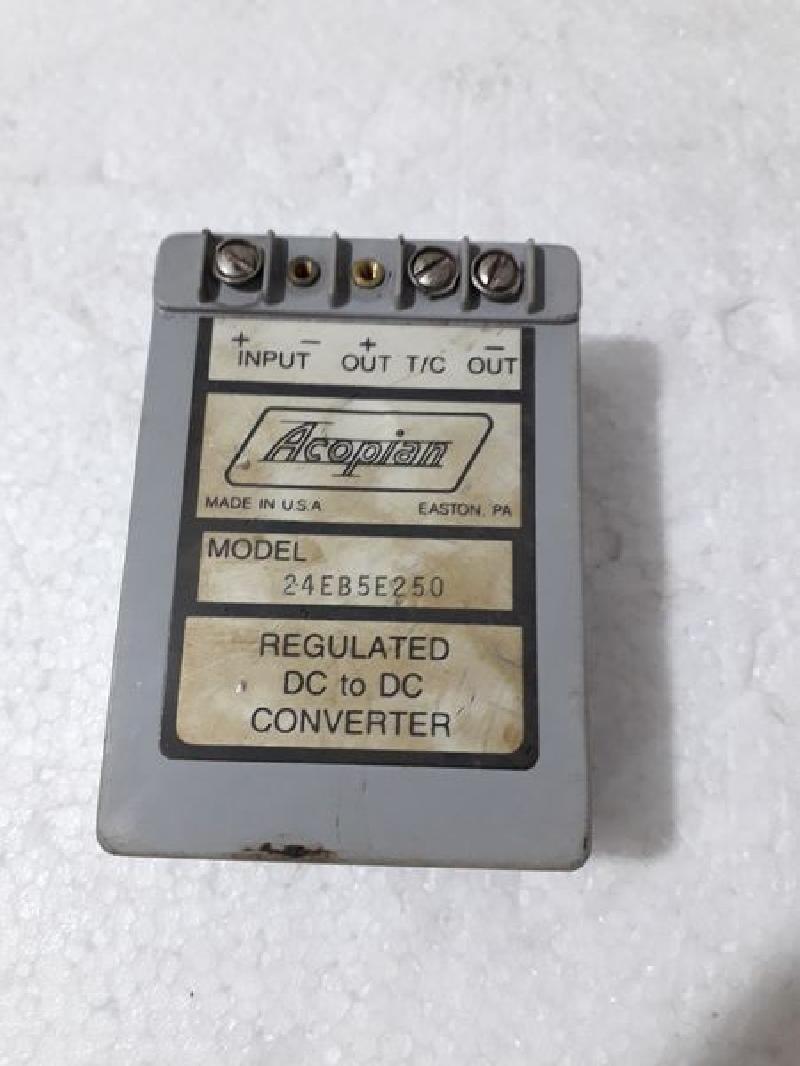 + − + −
INPUT OUT T/C OUT
Acopian
MADE IN U.S.A EASTON, PA
MODEL
24EB5E250
REGULATED
DC to DC
CONVERTER